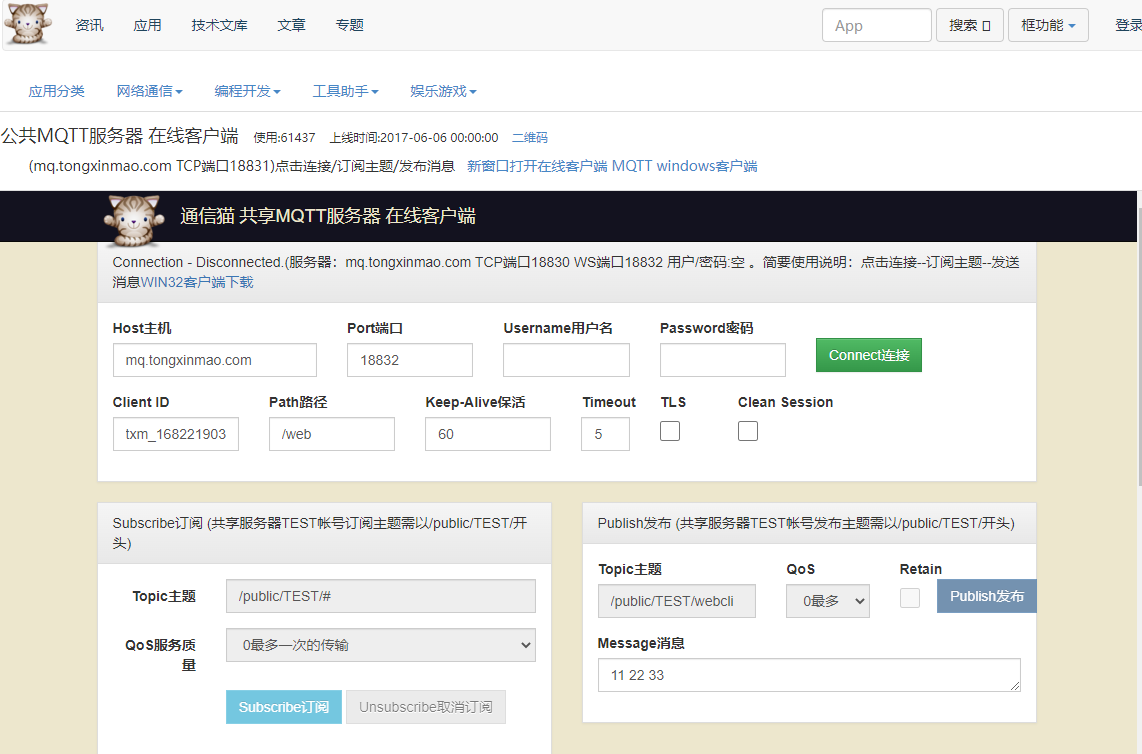 资讯 应用 技术文库 文章 专题 App 搜索 框功能 登录
应用分类 网络通信 编程开发 工具助手 娱乐游戏
公共MQTT服务器 在线客户端 使用:61437 上线时间:2017-06-06 00:00:00 二维码
(mq.tongxinmao.com TCP端口18831)点击连接/订阅主题/发布消息 新窗口打开在线客户端 MQTT windows客户端
通信猫 共享MQTT服务器 在线客户端
Connection - Disconnected.(服务器：mq.tongxinmao.com TCP端口18830 WS端口18832 用户/密码:空 。简要使用说明：点击连接--订阅主题--发送
消息WIN32客户端下载
Host主机 Port端口 Username用户名 Password密码
mq.tongxinmao.com 18832 Connect连接
Client ID Path路径 Keep-Alive保活 Timeout TLS Clean Session
txm_168221903 /web 60 5
Subscribe订阅 (共享服务器TEST帐号订阅主题需以/public/TEST/开
头)
Topic主题 /public/TEST/#
QoS服务质
量
0最多一次的传输
Subscribe订阅 Unsubscribe取消订阅
Publish发布 (共享服务器TEST帐号发布主题需以/public/TEST/开头)
Topic主题 QoS Retain
/public/TEST/webcli 0最多 Publish发布
Message消息
11 22 33